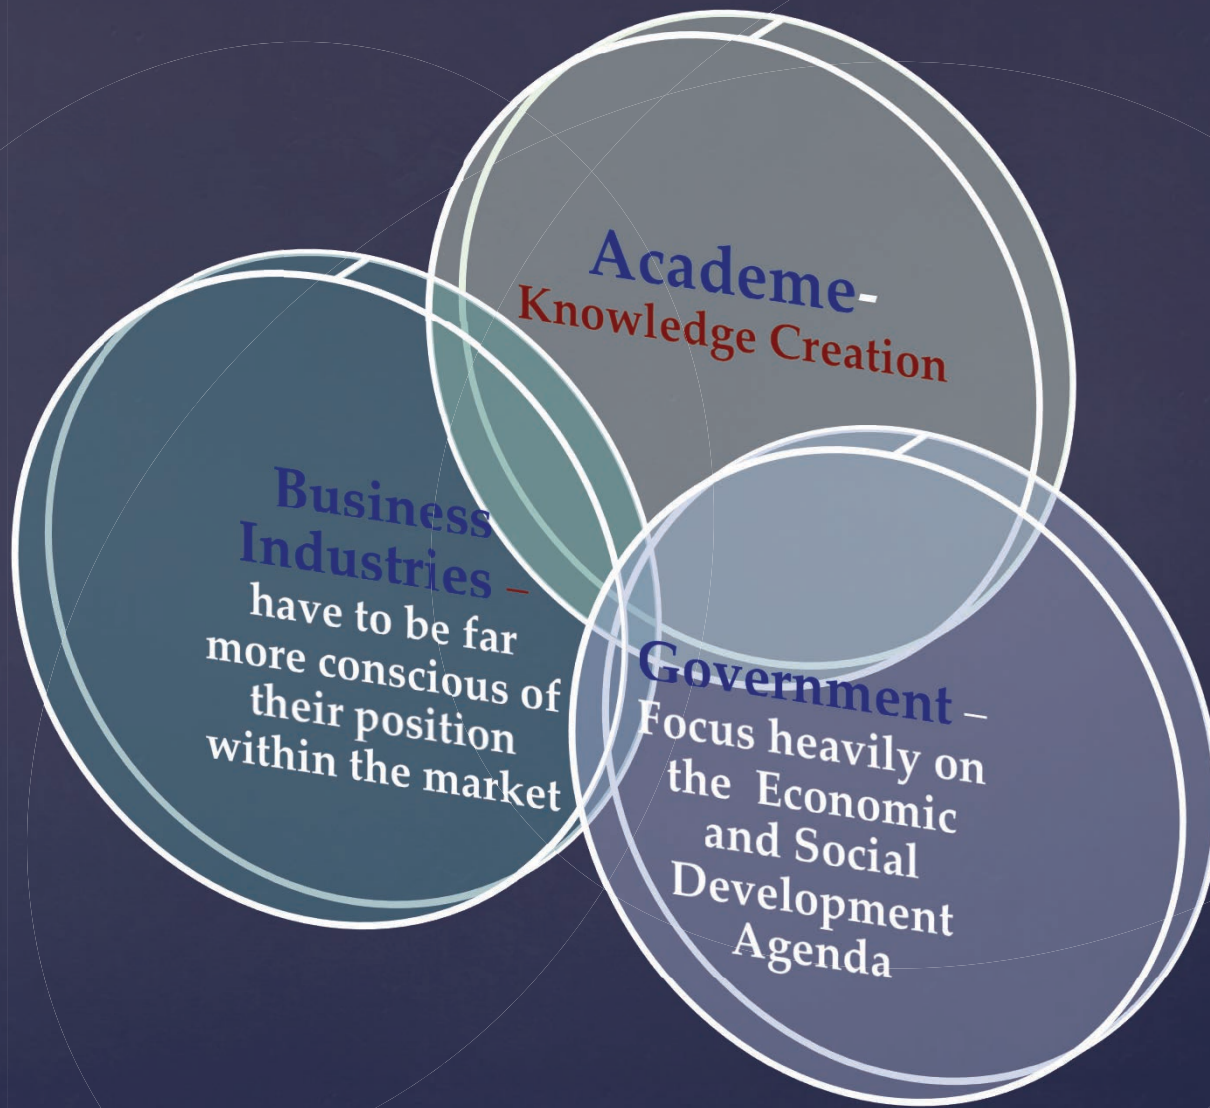 Academe-
Knowledge Creation
Business
Industries –
have to be far
more conscious of
their position
within the market
Government –
Focus heavily on
the Economic
and Social
Development
Agenda